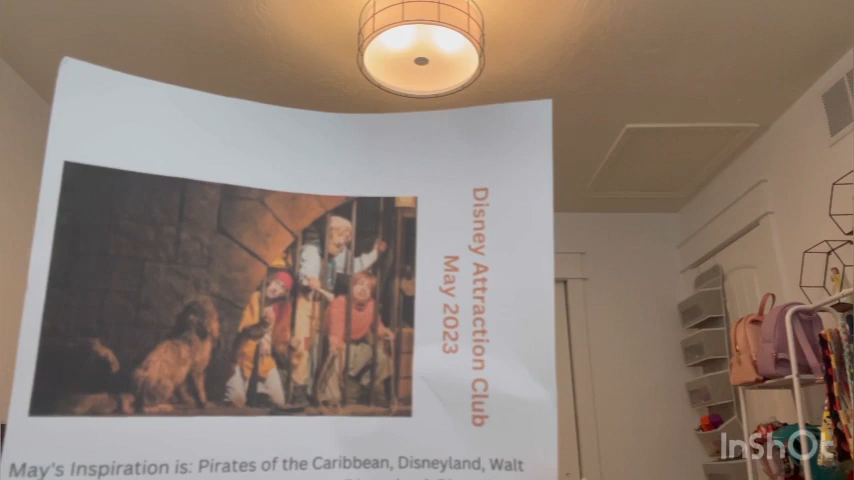 Disney Attraction Club
May 2023
May's Inspiration is: Pirates of the Caribbean, Disneyland, Walt
InShOt